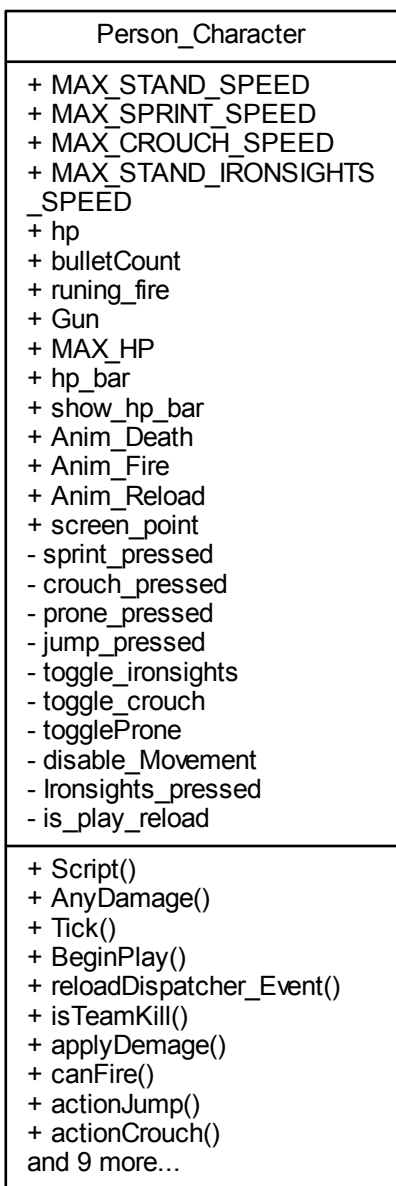 Person_Character
+ MAX_STAND_SPEED
+ MAX_SPRINT_SPEED
+ MAX_CROUCH_SPEED
+ MAX_STAND_IRONSIGHTS
_SPEED
+ hp
+ bulletCount
+ runing_fire
+ Gun
+ MAX_HP
+ hp_bar
+ show_hp_bar
+ Anim_Death
+ Anim_Fire
+ Anim_Reload
+ screen_point
- sprint_pressed
- crouch_pressed
- prone_pressed
- jump_pressed
- toggle_ironsights
- toggle_crouch
- toggleProne
- disable_Movement
- Ironsights_pressed
- is_play_reload
+ Script()
+ AnyDamage()
+ Tick()
+ BeginPlay()
+ reloadDispatcher_Event()
+ isTeamKill()
+ applyDemage()
+ canFire()
+ actionJump()
+ actionCrouch()
and 9 more...